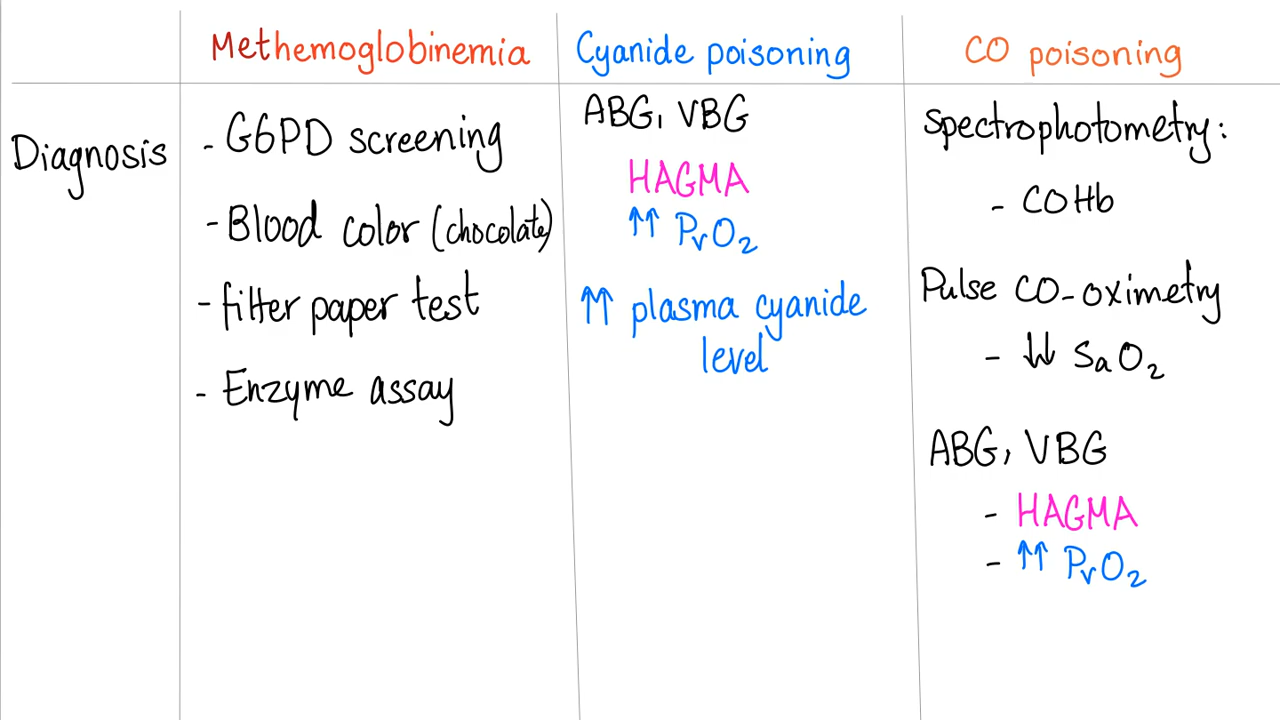 Methemoglobinemia
Cyanide poisoning
CO poisoning
Diagnosis
- G6PD screening
- Blood color (chocolate)
- filter paper test
- Enzyme assay
ABG, VBG
HAGMA
↑↑ PvO2
↑↑ plasma cyanide
level
Spectrophotometry:
- COHb
Pulse CO-oximetry
- ↓↓ SaO2
ABG, VBG
- HAGMA
- ↑↑ PvO2